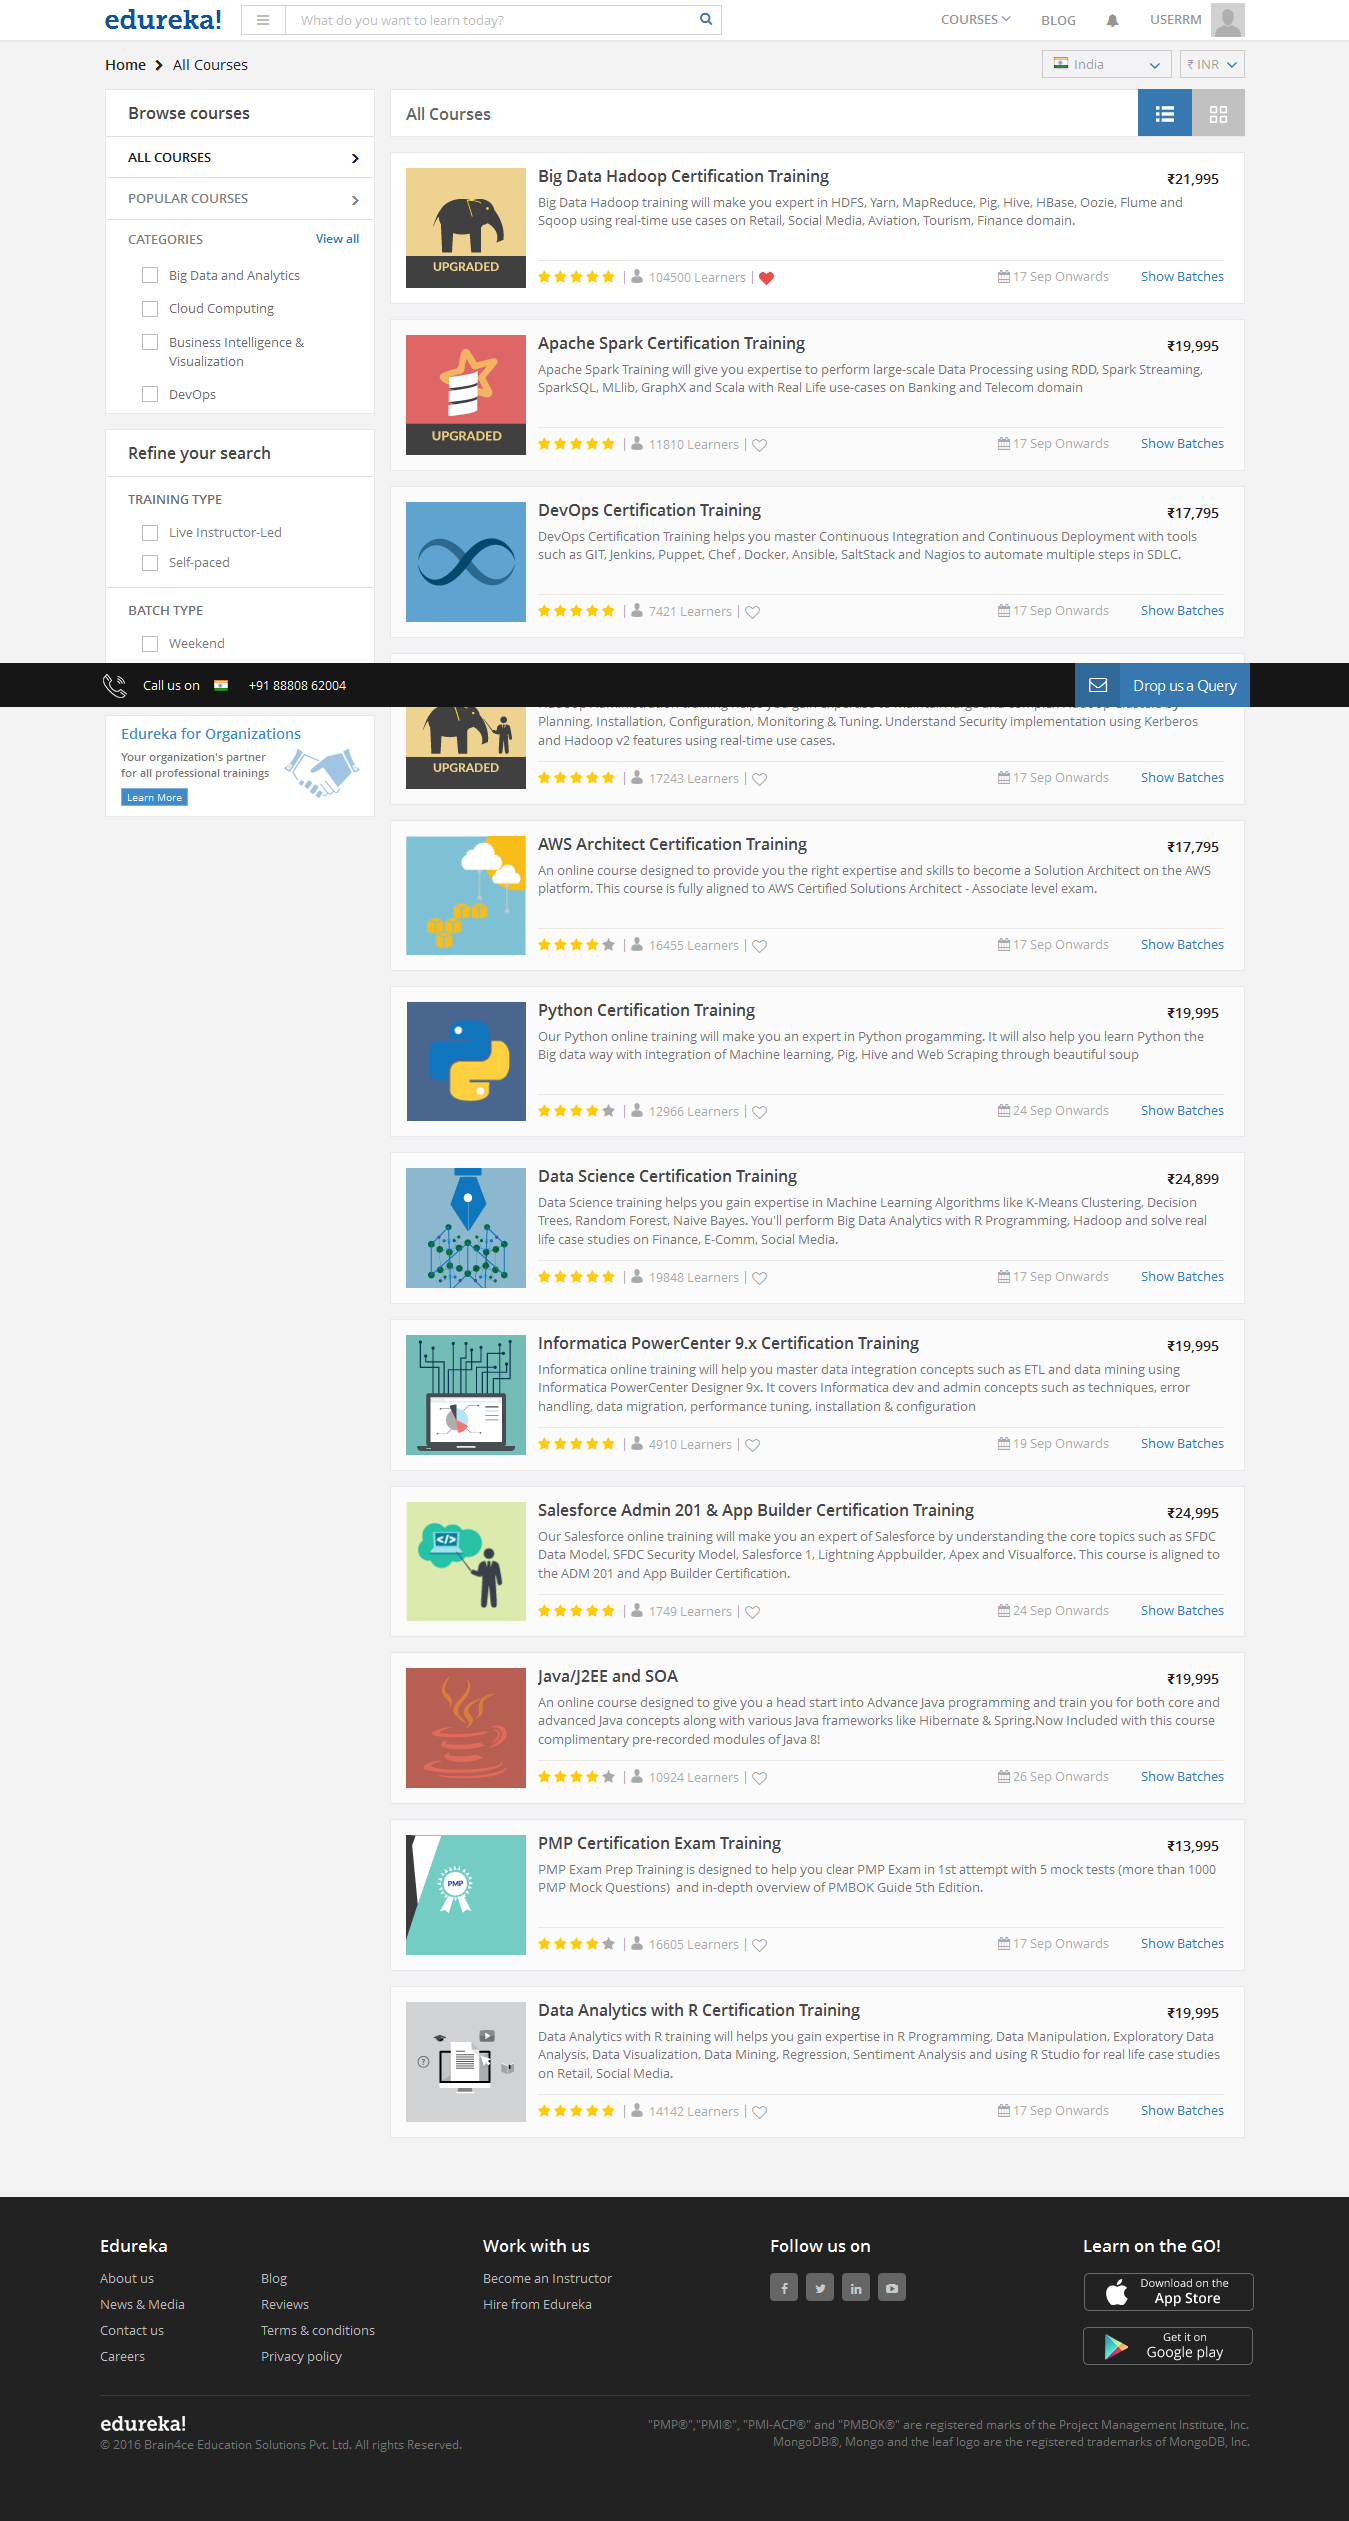 edureka!
What do you want to learn today?
COURSES
BLOG
USERRM
Home
All Courses
India
₹ INR
Browse courses
ALL COURSES
POPULAR COURSES
CATEGORIES
View all
Big Data and Analytics
Cloud Computing
Business Intelligence &
Visualization
DevOps
Refine your search
TRAINING TYPE
Live Instructor-Led
Self-paced
BATCH TYPE
Weekend
Edureka for Organizations
Your organization's partner
for all professional trainings
Learn More
All Courses
UPGRADED
Big Data Hadoop Certification Training
₹21,995
Big Data Hadoop training will make you expert in HDFS, Yarn, MapReduce, Pig, Hive, HBase, Oozie, Flume and
Sqoop using real-time use cases on Retail, Social Media, Aviation, Tourism, Finance domain.
| 104500 Learners |
17 Sep Onwards
Show Batches
UPGRADED
Apache Spark Certification Training
₹19,995
Apache Spark Training will give you expertise to perform large-scale Data Processing using RDD, Spark Streaming,
SparkSQL, MLlib, GraphX and Scala with Real Life use-cases on Banking and Telecom domain
| 11810 Learners |
17 Sep Onwards
Show Batches
DevOps Certification Training
₹17,795
DevOps Certification Training helps you master Continuous Integration and Continuous Deployment with tools
such as GIT, Jenkins, Puppet, Chef , Docker, Ansible, SaltStack and Nagios to automate multiple steps in SDLC.
| 7421 Learners |
17 Sep Onwards
Show Batches
Call us on
+91 88808 62004
Drop us a Query
UPGRADED
Planning, Installation, Configuration, Monitoring & Tuning. Understand Security implementation using Kerberos
and Hadoop v2 features using real-time use cases.
| 17243 Learners |
17 Sep Onwards
Show Batches
AWS Architect Certification Training
₹17,795
An online course designed to provide you the right expertise and skills to become a Solution Architect on the AWS
platform. This course is fully aligned to AWS Certified Solutions Architect - Associate level exam.
| 16455 Learners |
17 Sep Onwards
Show Batches
Python Certification Training
₹19,995
Our Python online training will make you an expert in Python progamming. It will also help you learn Python the
Big data way with integration of Machine learning, Pig, Hive and Web Scraping through beautiful soup
| 12966 Learners |
24 Sep Onwards
Show Batches
Data Science Certification Training
₹24,899
Data Science training helps you gain expertise in Machine Learning Algorithms like K-Means Clustering, Decision
Trees, Random Forest, Naive Bayes. You'll perform Big Data Analytics with R Programming, Hadoop and solve real
life case studies on Finance, E-Comm, Social Media.
| 19848 Learners |
17 Sep Onwards
Show Batches
Informatica PowerCenter 9.x Certification Training
₹19,995
Informatica online training will help you master data integration concepts such as ETL and data mining using
Informatica PowerCenter Designer 9x. It covers Informatica dev and admin concepts such as techniques, error
handling, data migration, performance tuning, installation & configuration
| 4910 Learners |
19 Sep Onwards
Show Batches
</>
Salesforce Admin 201 & App Builder Certification Training
₹24,995
Our Salesforce online training will make you an expert of Salesforce by understanding the core topics such as SFDC
Data Model, SFDC Security Model, Salesforce 1, Lightning Appbuilder, Apex and Visualforce. This course is aligned to
the ADM 201 and App Builder Certification.
| 1749 Learners |
24 Sep Onwards
Show Batches
Java/J2EE and SOA
₹19,995
An online course designed to give you a head start into Advance Java programming and train you for both core and
advanced Java concepts along with various Java frameworks like Hibernate & Spring.Now Included with this course
complimentary pre-recorded modules of Java 8!
| 10924 Learners |
26 Sep Onwards
Show Batches
PMP
PMP Certification Exam Training
₹13,995
PMP Exam Prep Training is designed to help you clear PMP Exam in 1st attempt with 5 mock tests (more than 1000
PMP Mock Questions) and in-depth overview of PMBOK Guide 5th Edition.
| 16605 Learners |
17 Sep Onwards
Show Batches
Data Analytics with R Certification Training
₹19,995
Data Analytics with R training will helps you gain expertise in R Programming, Data Manipulation, Exploratory Data
Analysis, Data Visualization, Data Mining, Regression, Sentiment Analysis and using R Studio for real life case studies
on Retail, Social Media.
| 14142 Learners |
17 Sep Onwards
Show Batches
Edureka
About us
News & Media
Contact us
Careers
Blog
Reviews
Terms & conditions
Privacy policy
Work with us
Become an Instructor
Hire from Edureka
Follow us on
Learn on the GO!
Download on the
App Store
Get it on
Google play
edureka!
© 2016 Brain4ce Education Solutions Pvt. Ltd. All rights Reserved.
"PMP®","PMI®", "PMI-ACP®" and "PMBOK®" are registered marks of the Project Management Institute, Inc.
MongoDB®, Mongo and the leaf logo are the registered trademarks of MongoDB, Inc.